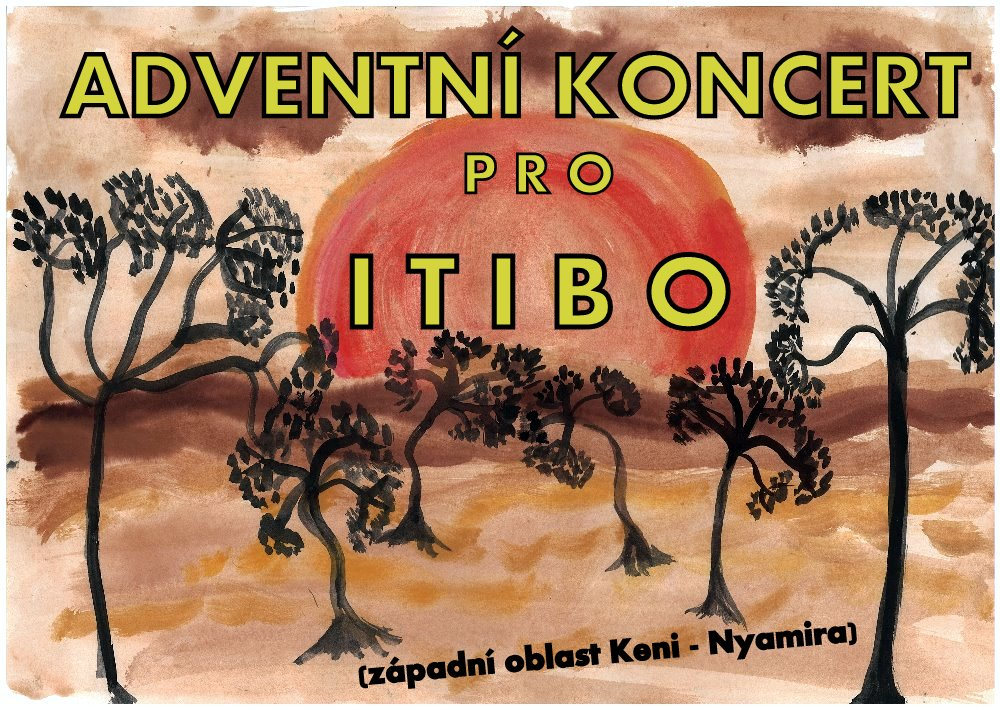 ADVENTNÍ KONCERT
PRO
ITIBO
(západní oblast Keni - Nyamira)